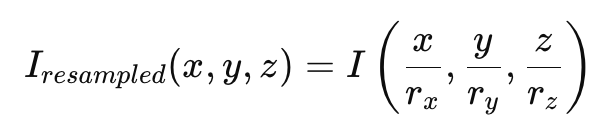 I_{resampled}(x, y, z) = I\left(\frac{x}{r_x}, \frac{y}{r_y}, \frac{z}{r_z}\right)